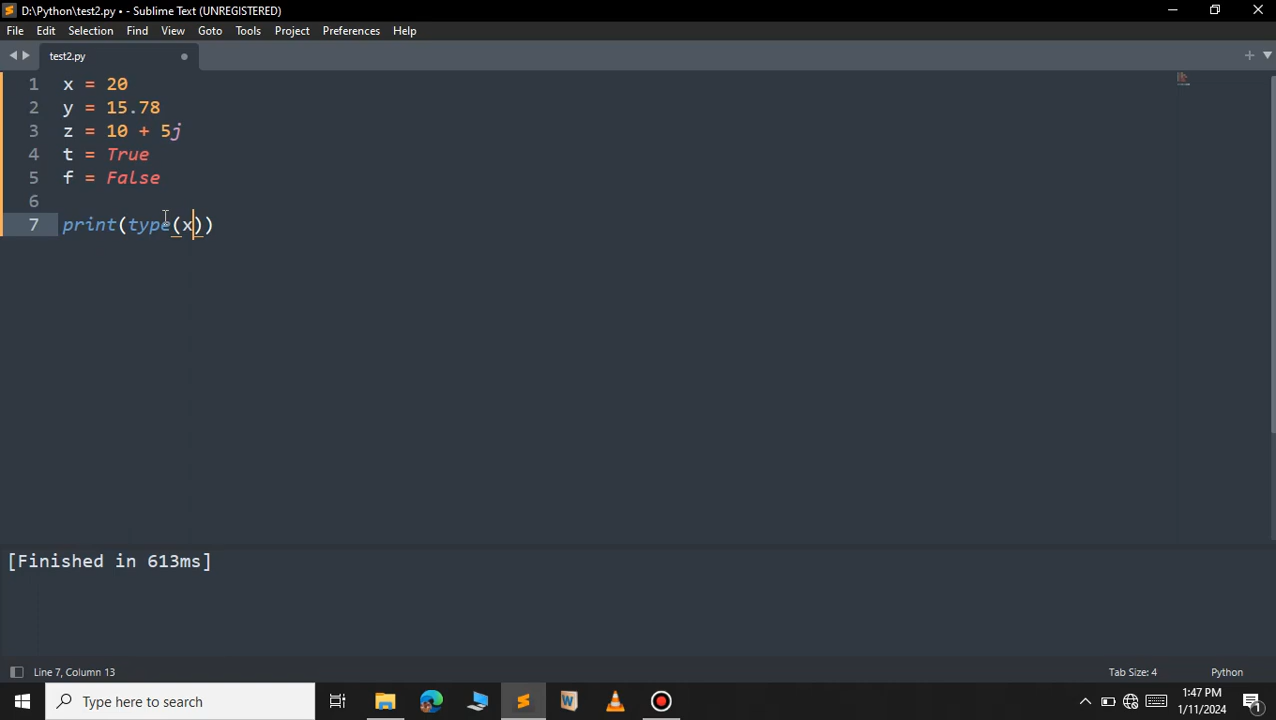 D:\Python\test2.py • - Sublime Text (UNREGISTERED)
File Edit Selection Find View Goto Tools Project Preferences Help
test2.py
1 x = 20
2 y = 15.78
3 z = 10 + 5j
4 t = True
5 f = False
6
7 print(type(x))
[Finished in 613ms]
Line 7, Column 13 Tab Size: 4 Python
Type here to search
1:47 PM
1/11/2024